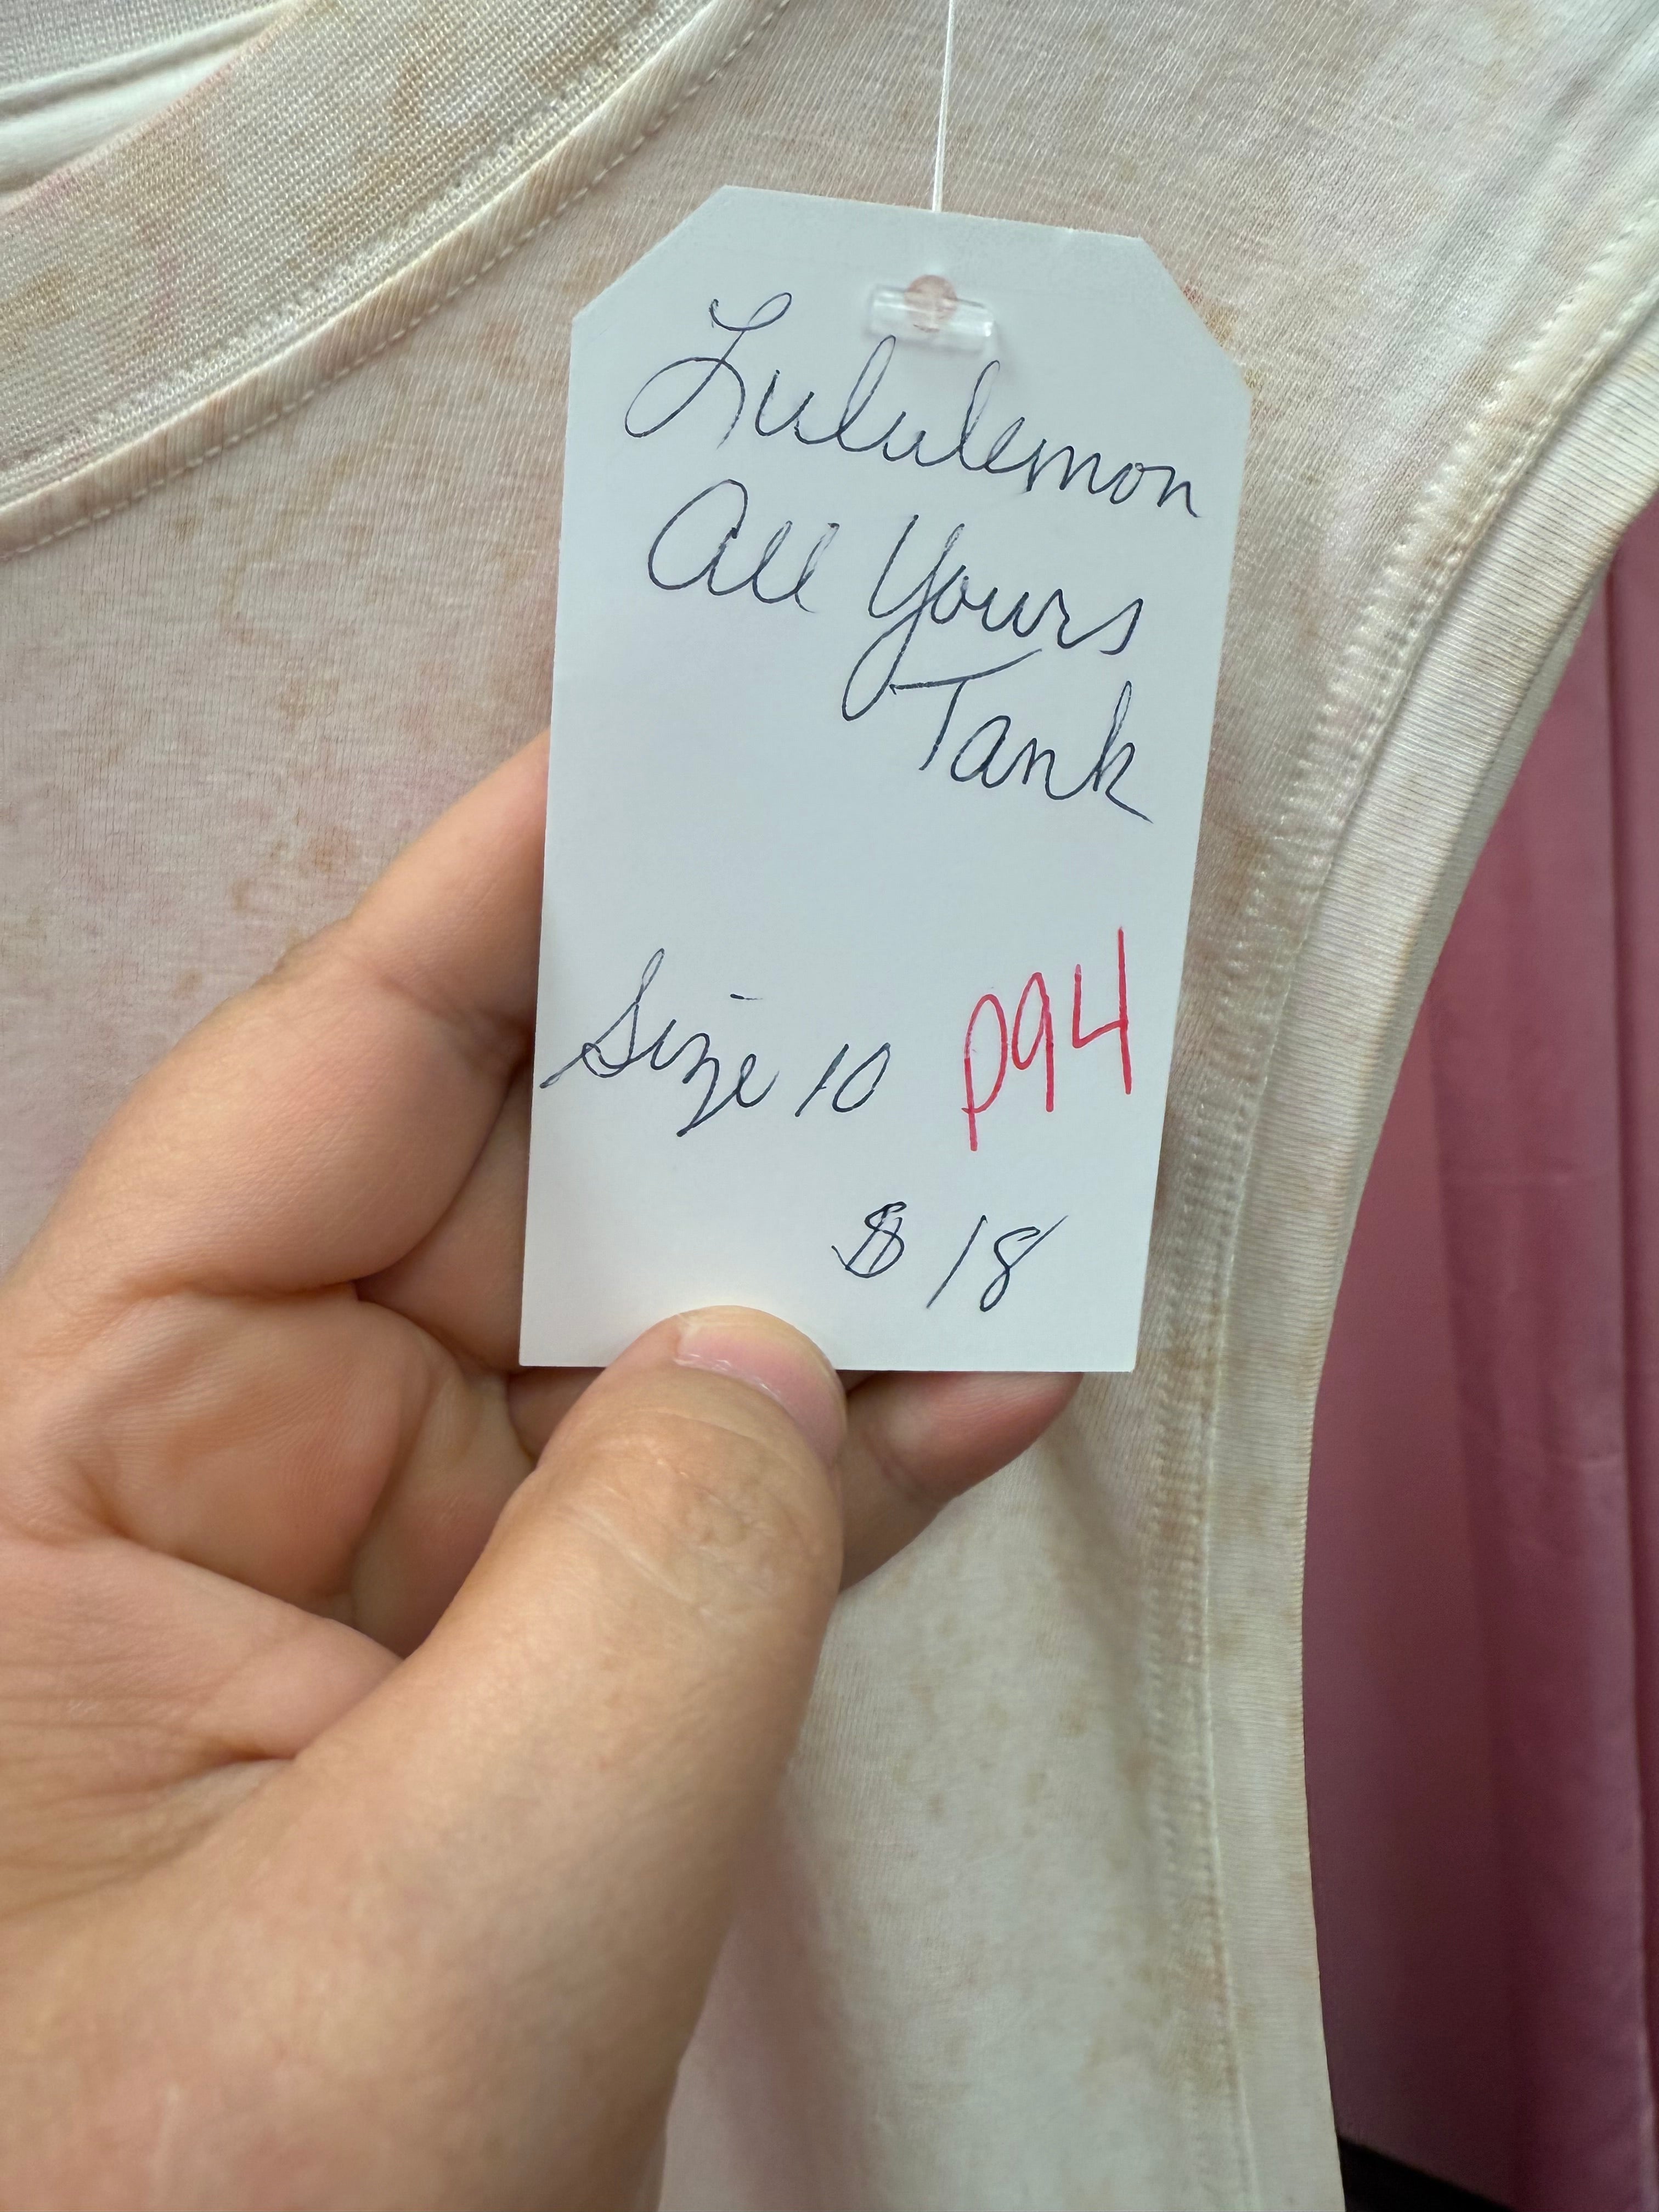 Lululemon
All Yours
Tank
Size 10 P94
$18